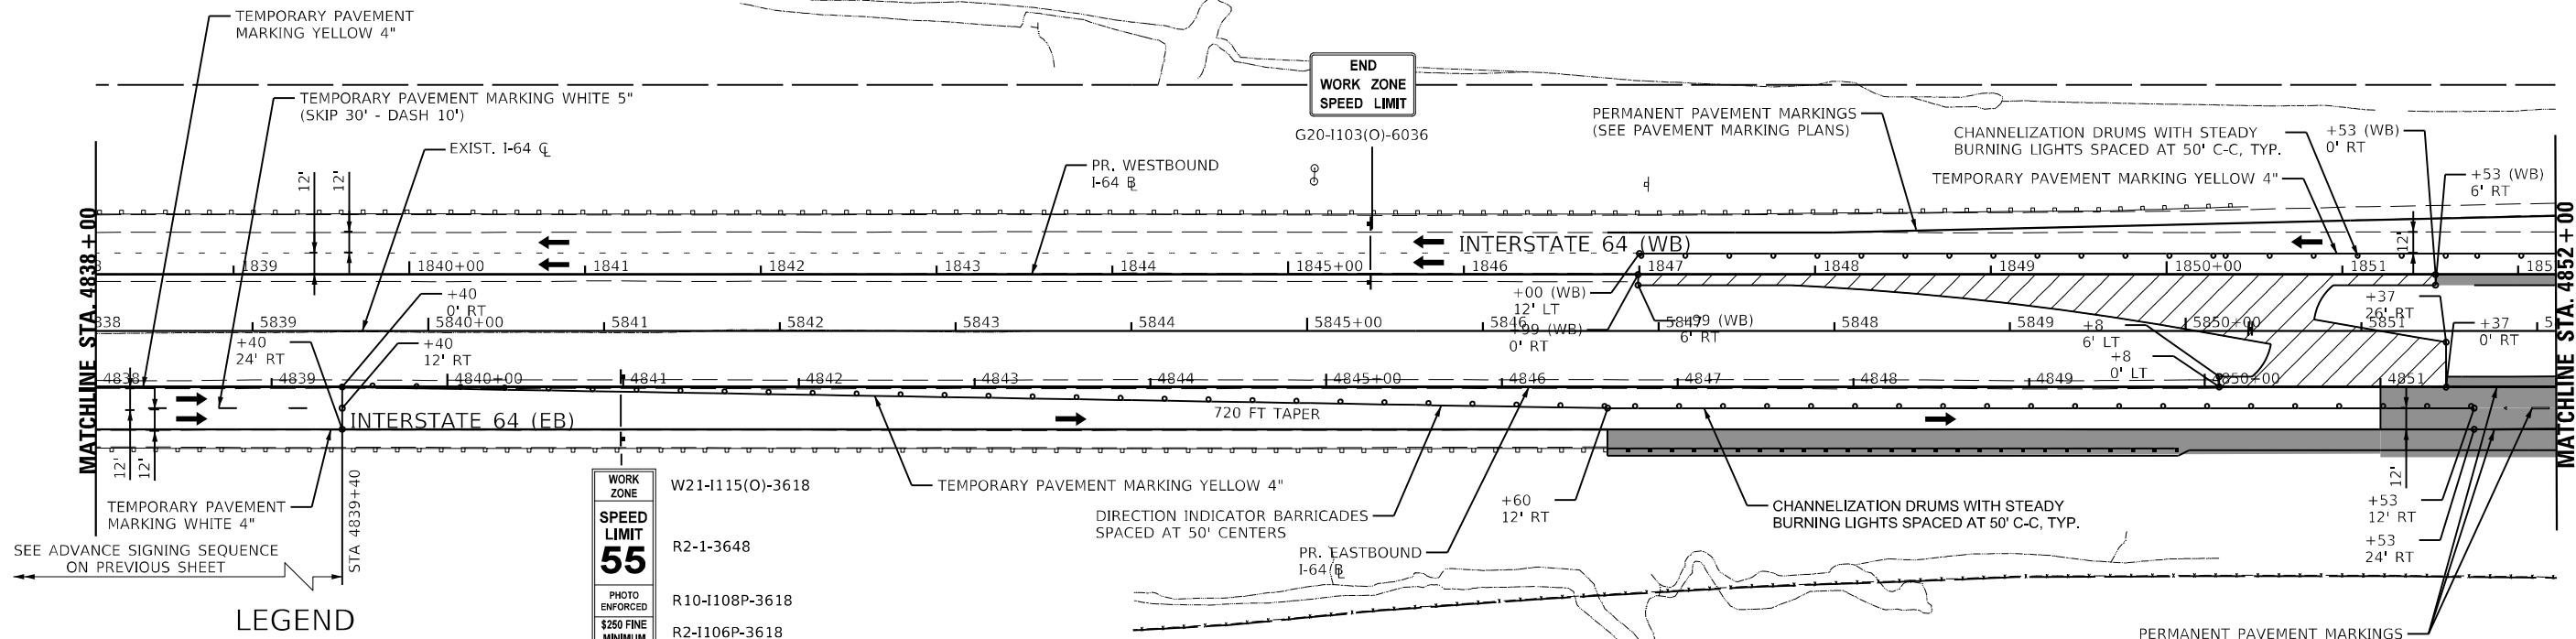 TEMPORARY PAVEMENT
MARKING YELLOW 4"
TEMPORARY PAVEMENT MARKING WHITE 5"
(SKIP 30' - DASH 10')
EXIST. I-64 ℄
12'
12'
END
WORK ZONE
SPEED LIMIT
G20-I103(O)-6036
PR. WESTBOUND
I-64 B
PERMANENT PAVEMENT MARKINGS
(SEE PAVEMENT MARKING PLANS)
CHANNELIZATION DRUMS WITH STEADY
BURNING LIGHTS SPACED AT 50' C-C, TYP.
TEMPORARY PAVEMENT MARKING YELLOW 4"
+53 (WB)
0' RT
+53 (WB)
6' RT
MATCHLINE STA. 4838+00
MATCHLINE STA. 4852+00
INTERSTATE 64 (WB)
12'
1839
1840+00
1841
1842
1843
1844
1845+00
1846
1847
1848
1849
1850+00
1851
185
+40
0' RT
+00 (WB)
12' LT
+99 (WB)
0' RT
+99 (WB)
6' RT
+37
26' RT
+37
0' RT
838
5839
5840+00
5841
5842
5843
5844
5845+00
5846
5847
5848
5849
5850+00
5851
5
+40
24' RT
+40
12' RT
+8
6' LT
+8
0' LT
4838
4839
4840+00
4841
4842
4843
4844
4845+00
4846
4847
4848
4849
4850+00
4851
INTERSTATE 64 (EB)
720 FT TAPER
12'
12'
12'
TEMPORARY PAVEMENT
MARKING WHITE 4"
STA 4839+40
SEE ADVANCE SIGNING SEQUENCE
ON PREVIOUS SHEET
LEGEND
WORK
ZONE
SPEED
LIMIT
55
PHOTO
ENFORCED
$250 FINE
MINIMUM
W21-I115(O)-3618
R2-1-3648
R10-I108P-3618
R2-I106P-3618
TEMPORARY PAVEMENT MARKING YELLOW 4"
DIRECTION INDICATOR BARRICADES
SPACED AT 50' CENTERS
PR. EASTBOUND
I-64 B
+60
12' RT
CHANNELIZATION DRUMS WITH STEADY
BURNING LIGHTS SPACED AT 50' C-C, TYP.
+53
12' RT
+53
24' RT
PERMANENT PAVEMENT MARKINGS